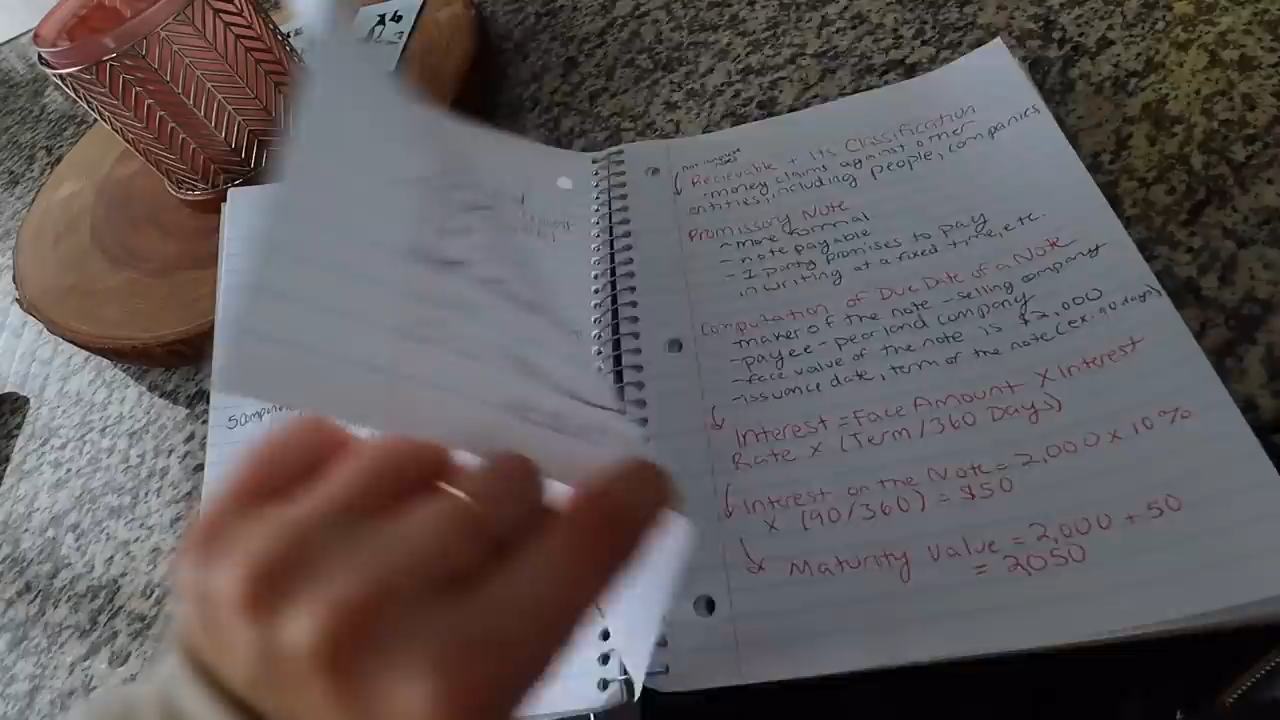 Recievable + Its Classification
- money claims against other
entities, including people, companies
Promissory Note
- more formal
- note payable
- 1 party promises to pay
in writing at a fixed time, etc.
Computation of Due Date of a Note
- maker of the note - selling company
- payee - pearland company
- face value of the note is $2,000
- issuance date, term of the note (ex: 90 days)
Interest = Face Amount X Interest
Rate x (Term/360 Days)
Interest on the Note = 2,000 x 10%
x (90/360) = $50
Maturity Value = 2,000 + 50
= 2050